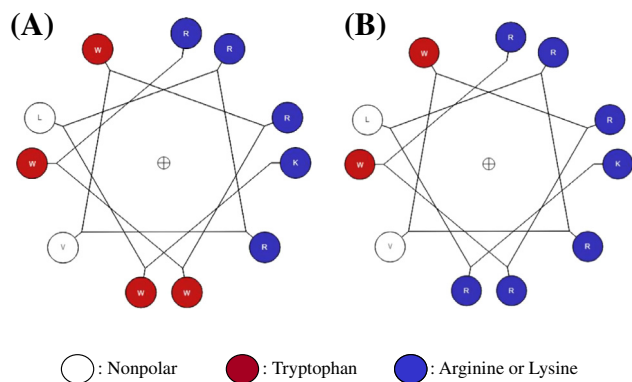 (A) (B)
R R
W R R
W R
L R
L R
W K
W K
V R
V R
W W
R R
: Nonpolar : Tryptophan : Arginine or Lysine